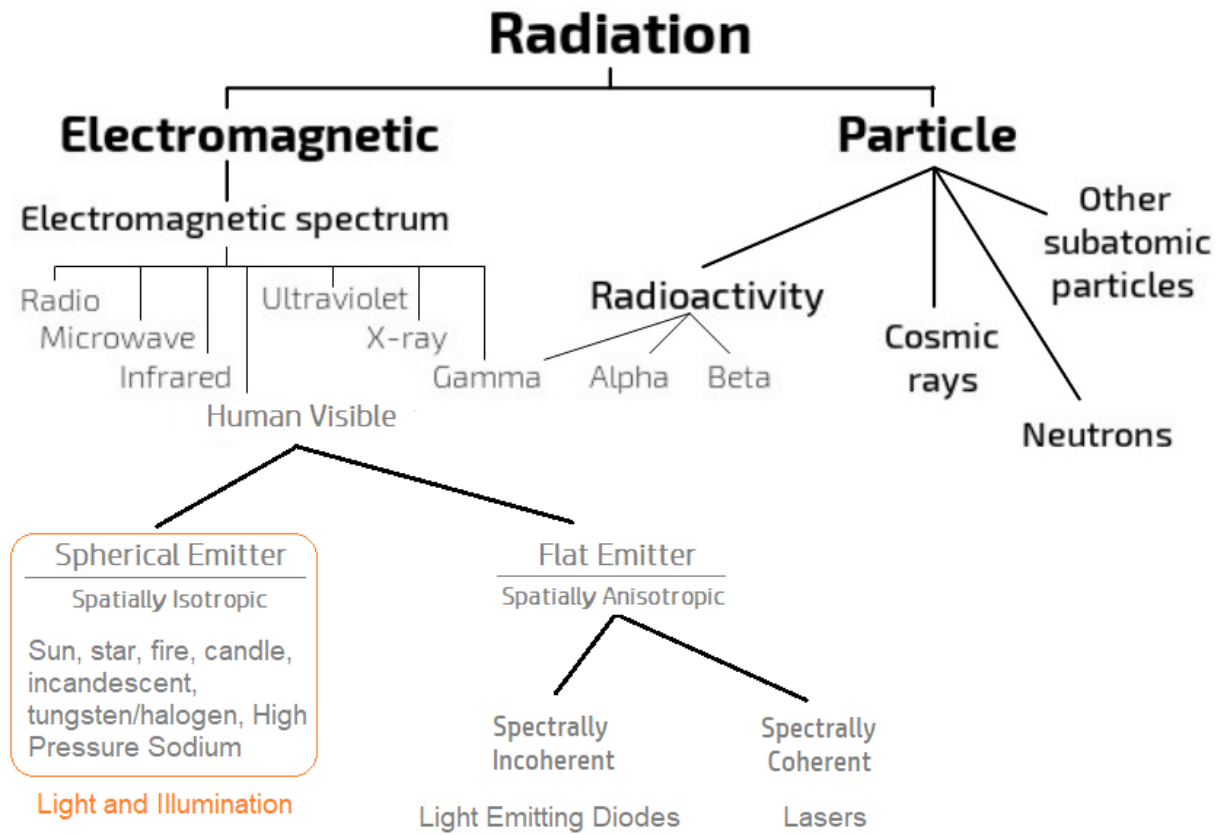 Radiation
Electromagnetic
Particle
Electromagnetic spectrum
Other
subatomic
particles
Radio
Ultraviolet
Radioactivity
Microwave
X-ray
Cosmic
rays
Infrared
Gamma
Alpha
Beta
Human Visible
Neutrons
Spherical Emitter
Spatially Isotropic
Sun, star, fire, candle,
incandescent,
tungsten/halogen, High
Pressure Sodium
Light and Illumination
Flat Emitter
Spatially Anisotropic
Spectrally
Incoherent
Light Emitting Diodes
Spectrally
Coherent
Lasers